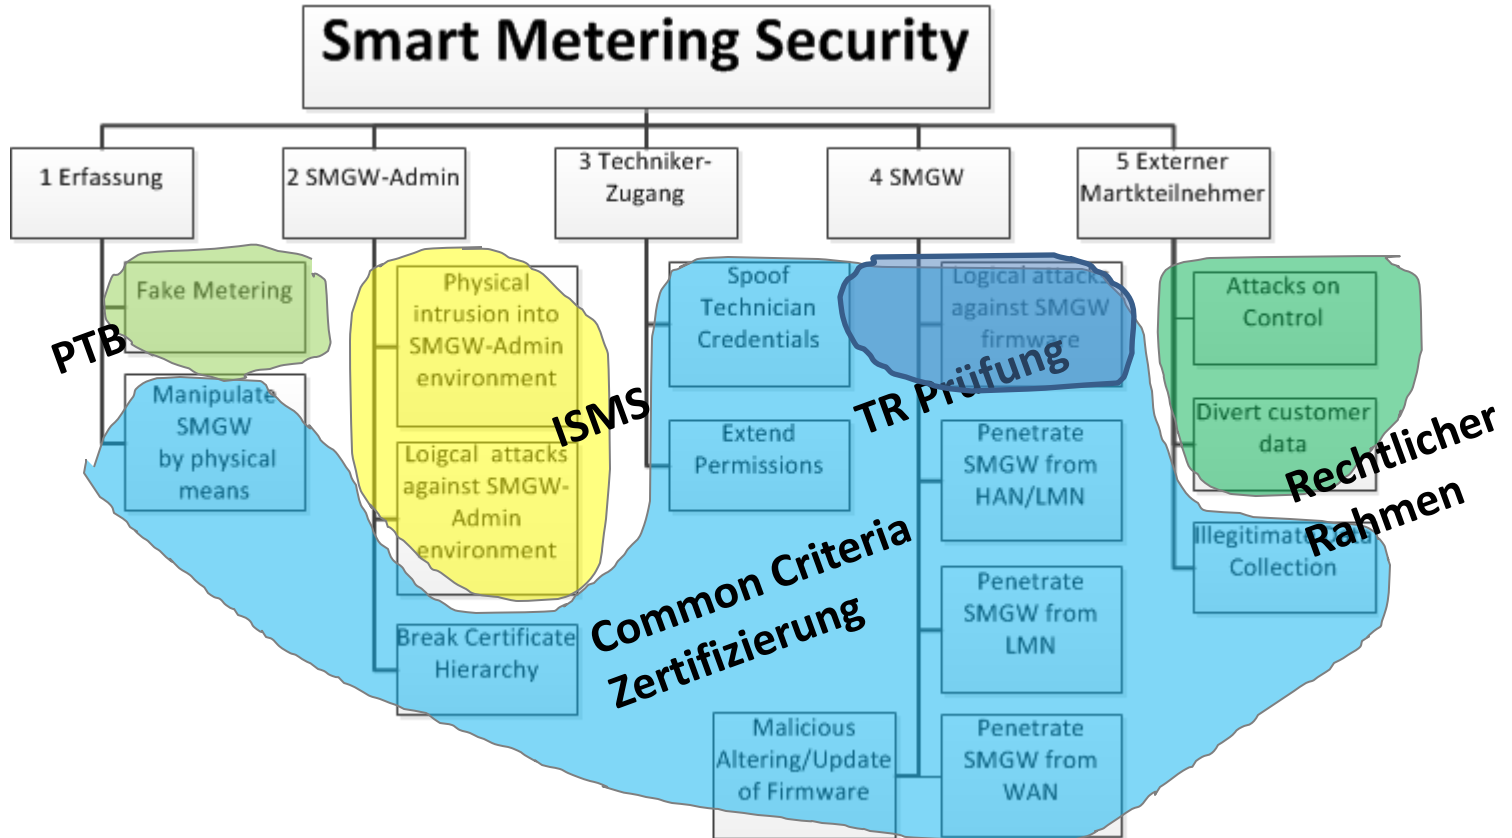 Smart Metering Security
1 Erfassung
2 SMGW-Admin
3 Techniker-
Zugang
4 SMGW
5 Externer
Martkteilnehmer
Fake Metering
PTB
Manipulate
SMGW
by physical
means
Physical
intrusion into
SMGW-Admin
environment
ISMS
Loigcal attacks
against SMGW-
Admin
environment
Break Certificate
Hierarchy
Spoof
Technician
Credentials
Extend
Permissions
Common Criteria
Zertifizierung
Logical attacks
against SMGW
firmware
TR Prüfung
Penetrate
SMGW from
HAN/LMN
Penetrate
SMGW from
LMN
Malicious
Altering/Update
of Firmware
Penetrate
SMGW from
WAN
Attacks on
Control
Divert customer
data
Rechtlicher
Rahmen
Illegitimate Data
Collection